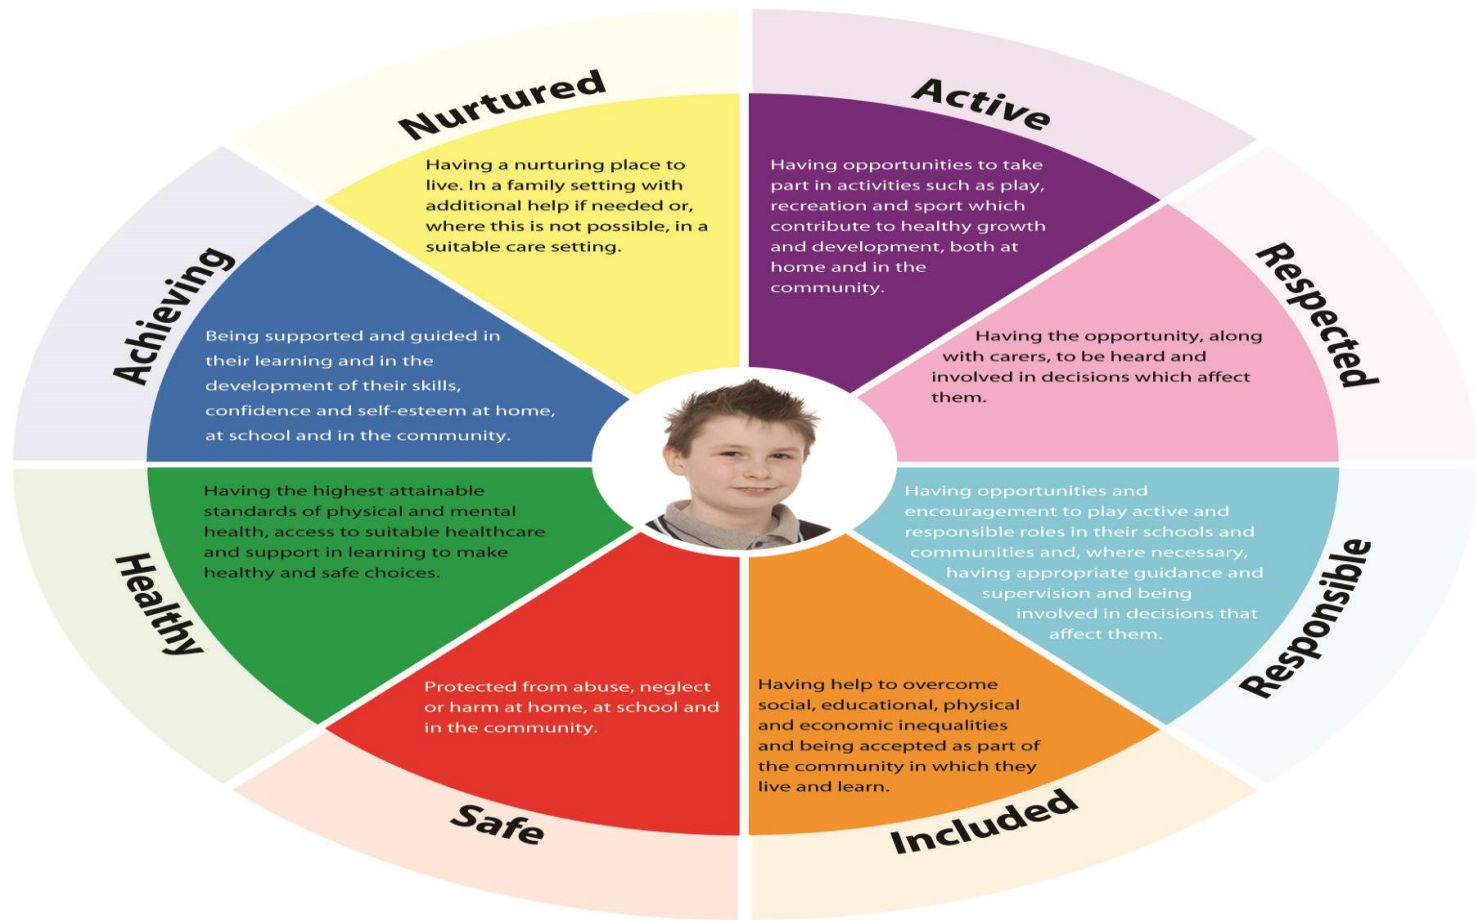 Nurtured
Having a nurturing place to
live. In a family setting with
additional help if needed or,
where this is not possible, in a
suitable care setting.
Active
Having opportunities to take
part in activities such as play,
recreation and sport which
contribute to healthy growth
and development, both at
home and in the
community.
Respected
Having the opportunity, along
with carers, to be heard and
involved in decisions which affect
them.
Responsible
Having opportunities and
encouragement to play active and
responsible roles in their schools and
communities and, where necessary,
having appropriate guidance and
supervision and being
involved in decisions that
affect them.
Included
Having help to overcome
social, educational, physical
and economic inequalities
and being accepted as part of
the community in which they
live and learn.
Safe
Protected from abuse, neglect
or harm at home, at school and
in the community.
Healthy
Having the highest attainable
standards of physical and mental
health, access to suitable healthcare
and support in learning to make
healthy and safe choices.
Achieving
Being supported and guided in
their learning and in the
development of their skills,
confidence and self-esteem at home,
at school and in the community.